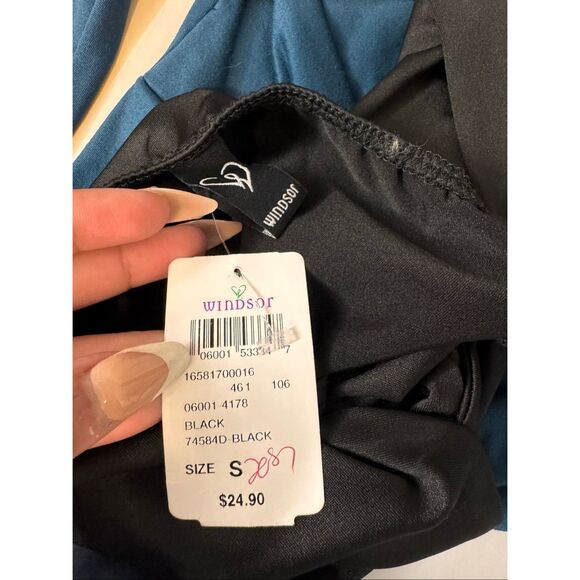 WINDSOR
WINDSOR
06001 53334 7
16581700016
461 106
06001-4178
BLACK
74584D-BLACK
SIZE S
$24.90